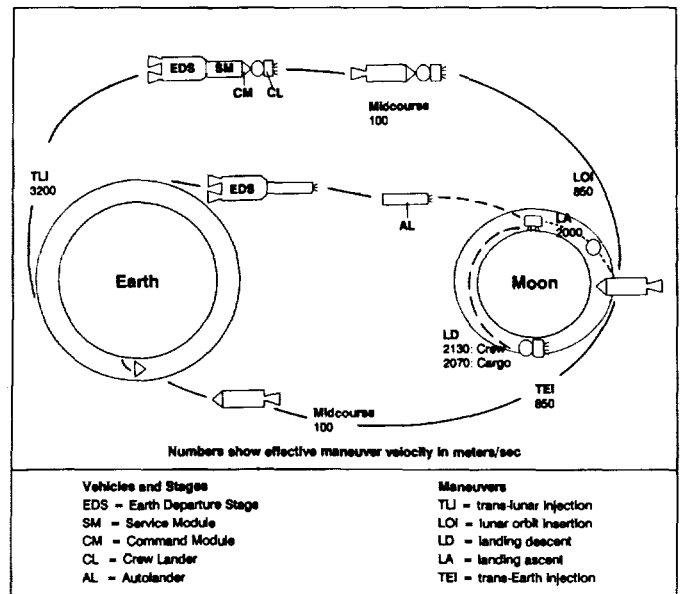 EDS SM
CM CL
Midcourse
100
TLI
3200
LOI
850
EDS
AL
LA
2000
Earth
Moon
LD
2130: Crew
2070: Cargo
TEI
850
Midcourse
100
Numbers show effective maneuver velocity in meters/sec
Vehicles and Stages
EDS = Earth Departure Stage
SM = Service Module
CM = Command Module
CL = Crew Lander
AL = Autolander
Maneuvers
TLI = trans-lunar injection
LOI = lunar orbit insertion
LD = landing descent
LA = landing ascent
TEI = trans-Earth injection